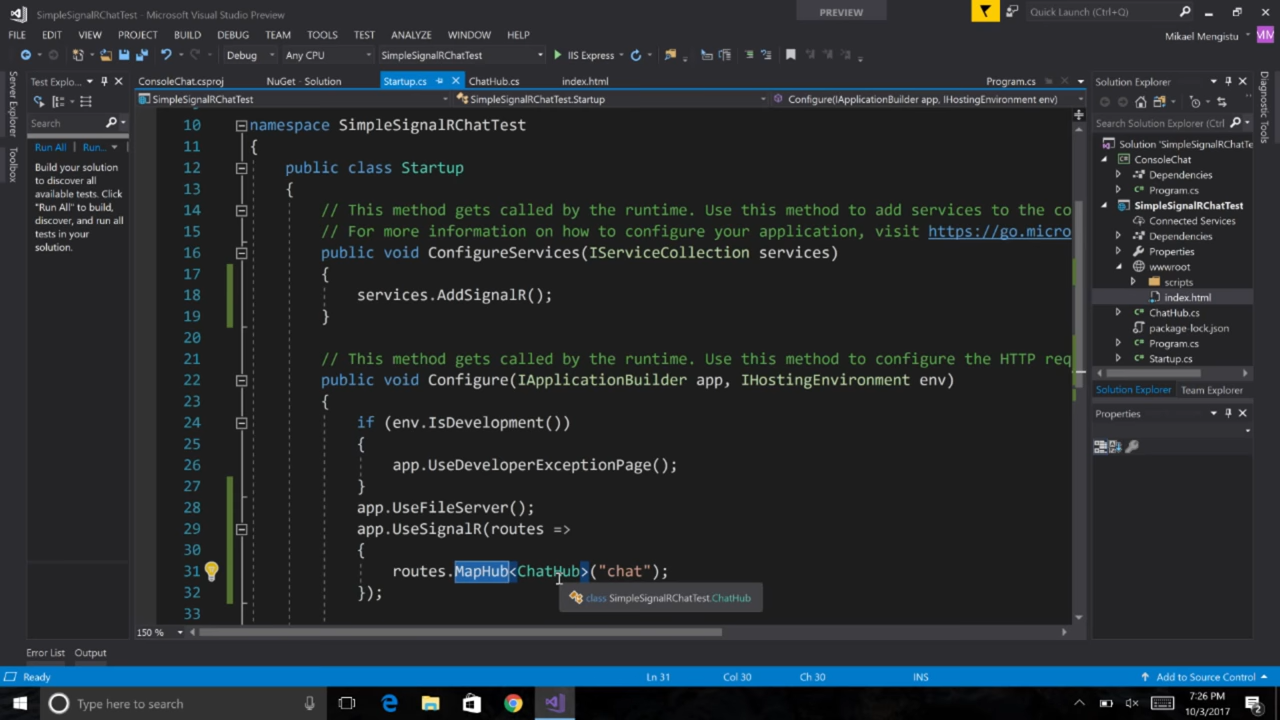 SimpleSignalRChatTest - Microsoft Visual Studio Preview
PREVIEW
Quick Launch (Ctrl+Q)
FILE EDIT VIEW PROJECT BUILD DEBUG TEAM TOOLS TEST ANALYZE WINDOW HELP
Mikael Mengistu
MM
Debug Any CPU SimpleSignalRChatTest IIS Express
Server Explorer
Toolbox
Test Explo...
Search
Run All | Run...
Build your solution
to discover all
available tests. Click
"Run All" to build,
discover, and run all
tests in your
solution.
ConsoleChat.csproj NuGet - Solution Startup.cs ChatHub.cs index.html Program.cs
SimpleSignalRChatTest SimpleSignalRChatTest.Startup Configure(IApplicationBuilder app, IHostingEnvironment env)
10 namespace SimpleSignalRChatTest
11 {
12 public class Startup
13 {
14 // This method gets called by the runtime. Use this method to add services to the co
15 // For more information on how to configure your application, visit https://go.micro
16 public void ConfigureServices(IServiceCollection services)
17 {
18 services.AddSignalR();
19 }
20
21 // This method gets called by the runtime. Use this method to configure the HTTP req
22 public void Configure(IApplicationBuilder app, IHostingEnvironment env)
23 {
24 if (env.IsDevelopment())
25 {
26 app.UseDeveloperExceptionPage();
27 }
28 app.UseFileServer();
29 app.UseSignalR(routes =>
30 {
31 routes.MapHub<ChatHub>("chat");
32 });
33
class SimpleSignalRChatTest.ChatHub
150 %
Solution Explorer
Search Solution Explorer (Ctrl
Solution "SimpleSignalRChatTe
ConsoleChat
Dependencies
Program.cs
SimpleSignalRChatTest
Connected Services
Dependencies
Properties
wwwroot
scripts
index.html
ChatHub.cs
package-lock.json
Program.cs
Startup.cs
Solution Explorer Team Explorer
Properties
Diagnostic Tools
Error List Output
Ready Ln 31 Col 30 Ch 30 INS Add to Source Control
Type here to search
7:26 PM
10/3/2017
2